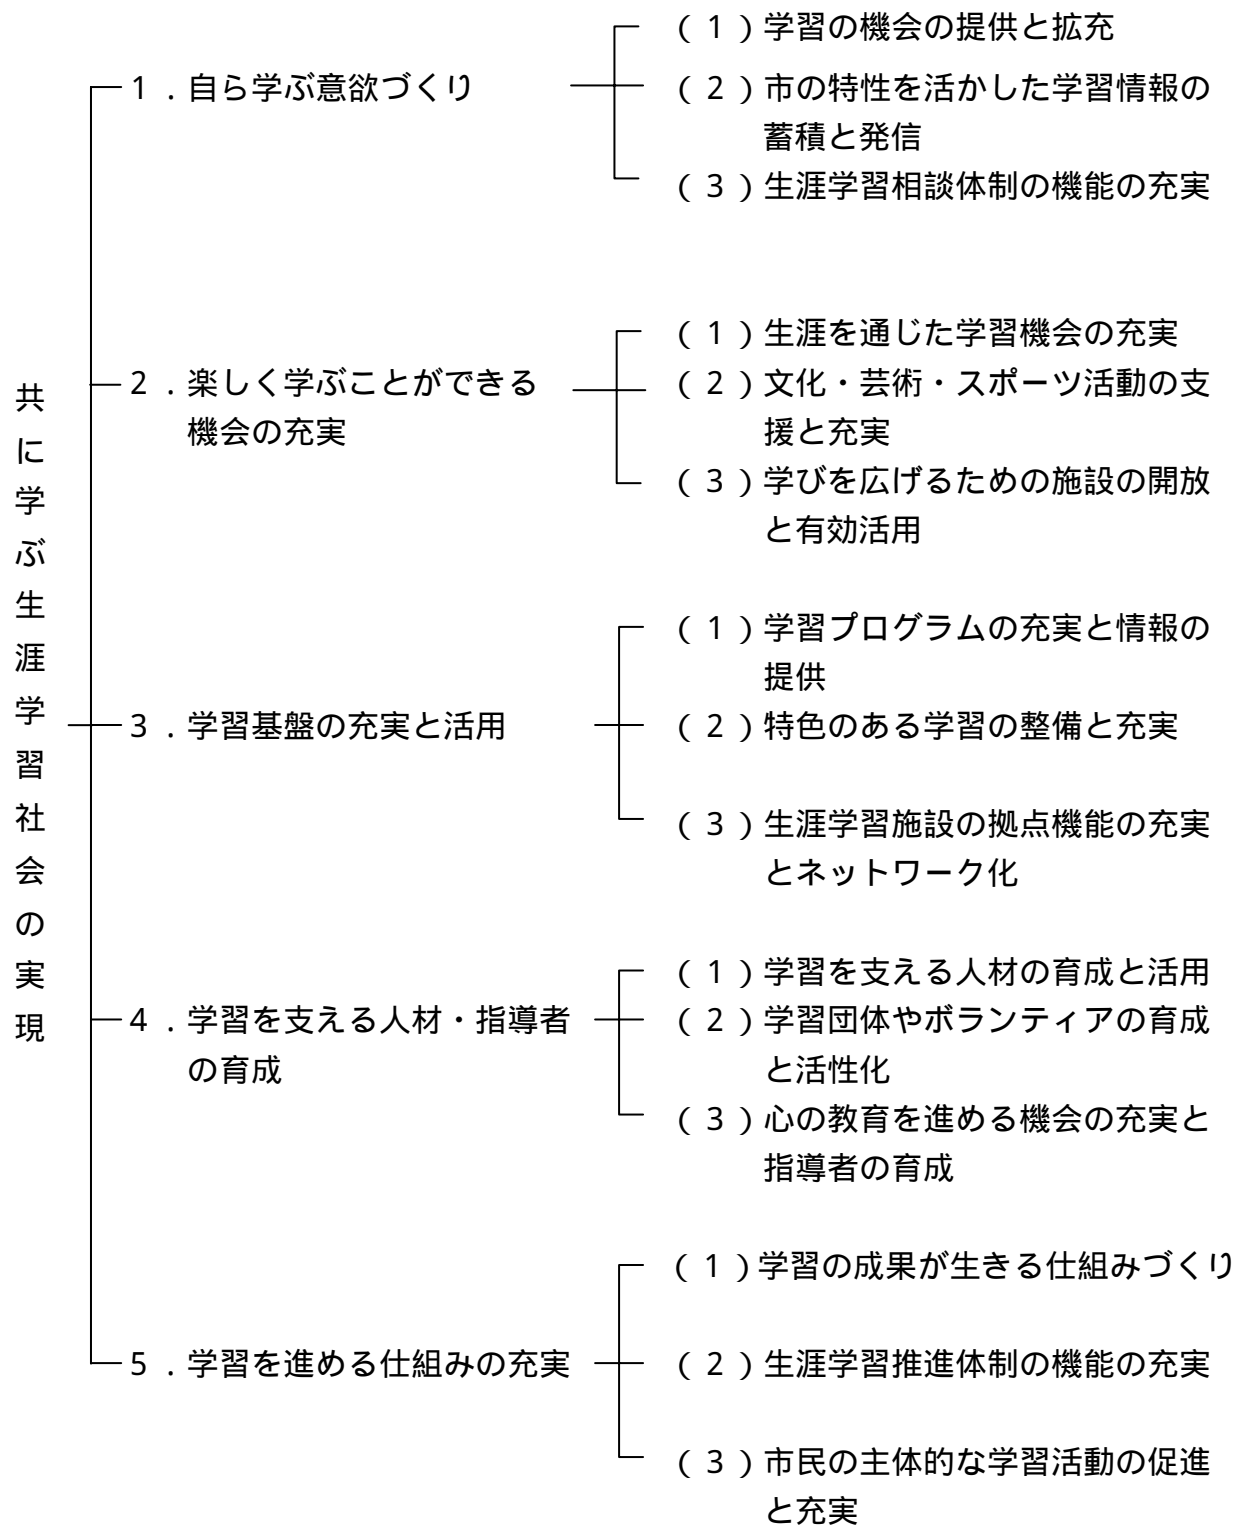 共に学ぶ生涯学習社会の実現
1．自ら学ぶ意欲づくり
（1）学習の機会の提供と拡充
（2）市の特性を活かした学習情報の
蓄積と発信
（3）生涯学習相談体制の機能の充実
2．楽しく学ぶことができる
機会の充実
（1）生涯を通じた学習機会の充実
（2）文化・芸術・スポーツ活動の支
援と充実
（3）学びを広げるための施設の開放
と有効活用
3．学習基盤の充実と活用
（1）学習プログラムの充実と情報の
提供
（2）特色のある学習の整備と充実
（3）生涯学習施設の拠点機能の充実
とネットワーク化
4．学習を支える人材・指導者
の育成
（1）学習を支える人材の育成と活用
（2）学習団体やボランティアの育成
と活性化
（3）心の教育を進める機会の充実と
指導者の育成
5．学習を進める仕組みの充実
（1）学習の成果が生きる仕組みづくり
（2）生涯学習推進体制の機能の充実
（3）市民の主体的な学習活動の促進
と充実